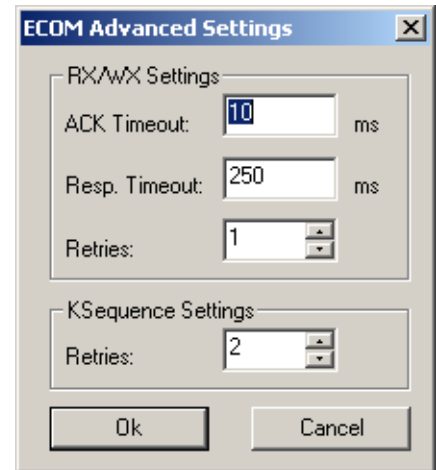 ECOM Advanced Settings
RX/WX Settings
ACK Timeout: 10 ms
Resp. Timeout: 250 ms
Retries: 1
KSequence Settings
Retries: 2
Ok Cancel